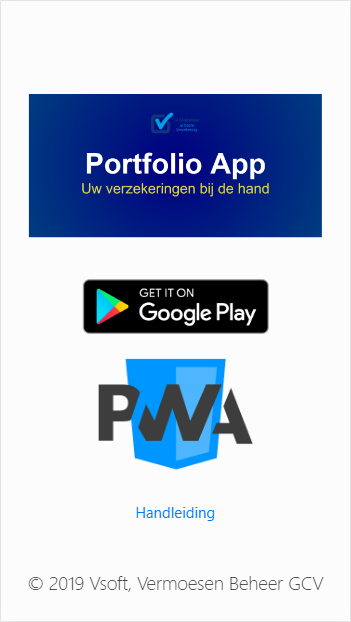 Portfolio App
Uw verzekeringen bij de hand
GET IT ON
Google Play
PWA
Handleiding
© 2019 Vsoft, Vermoesen Beheer GCV